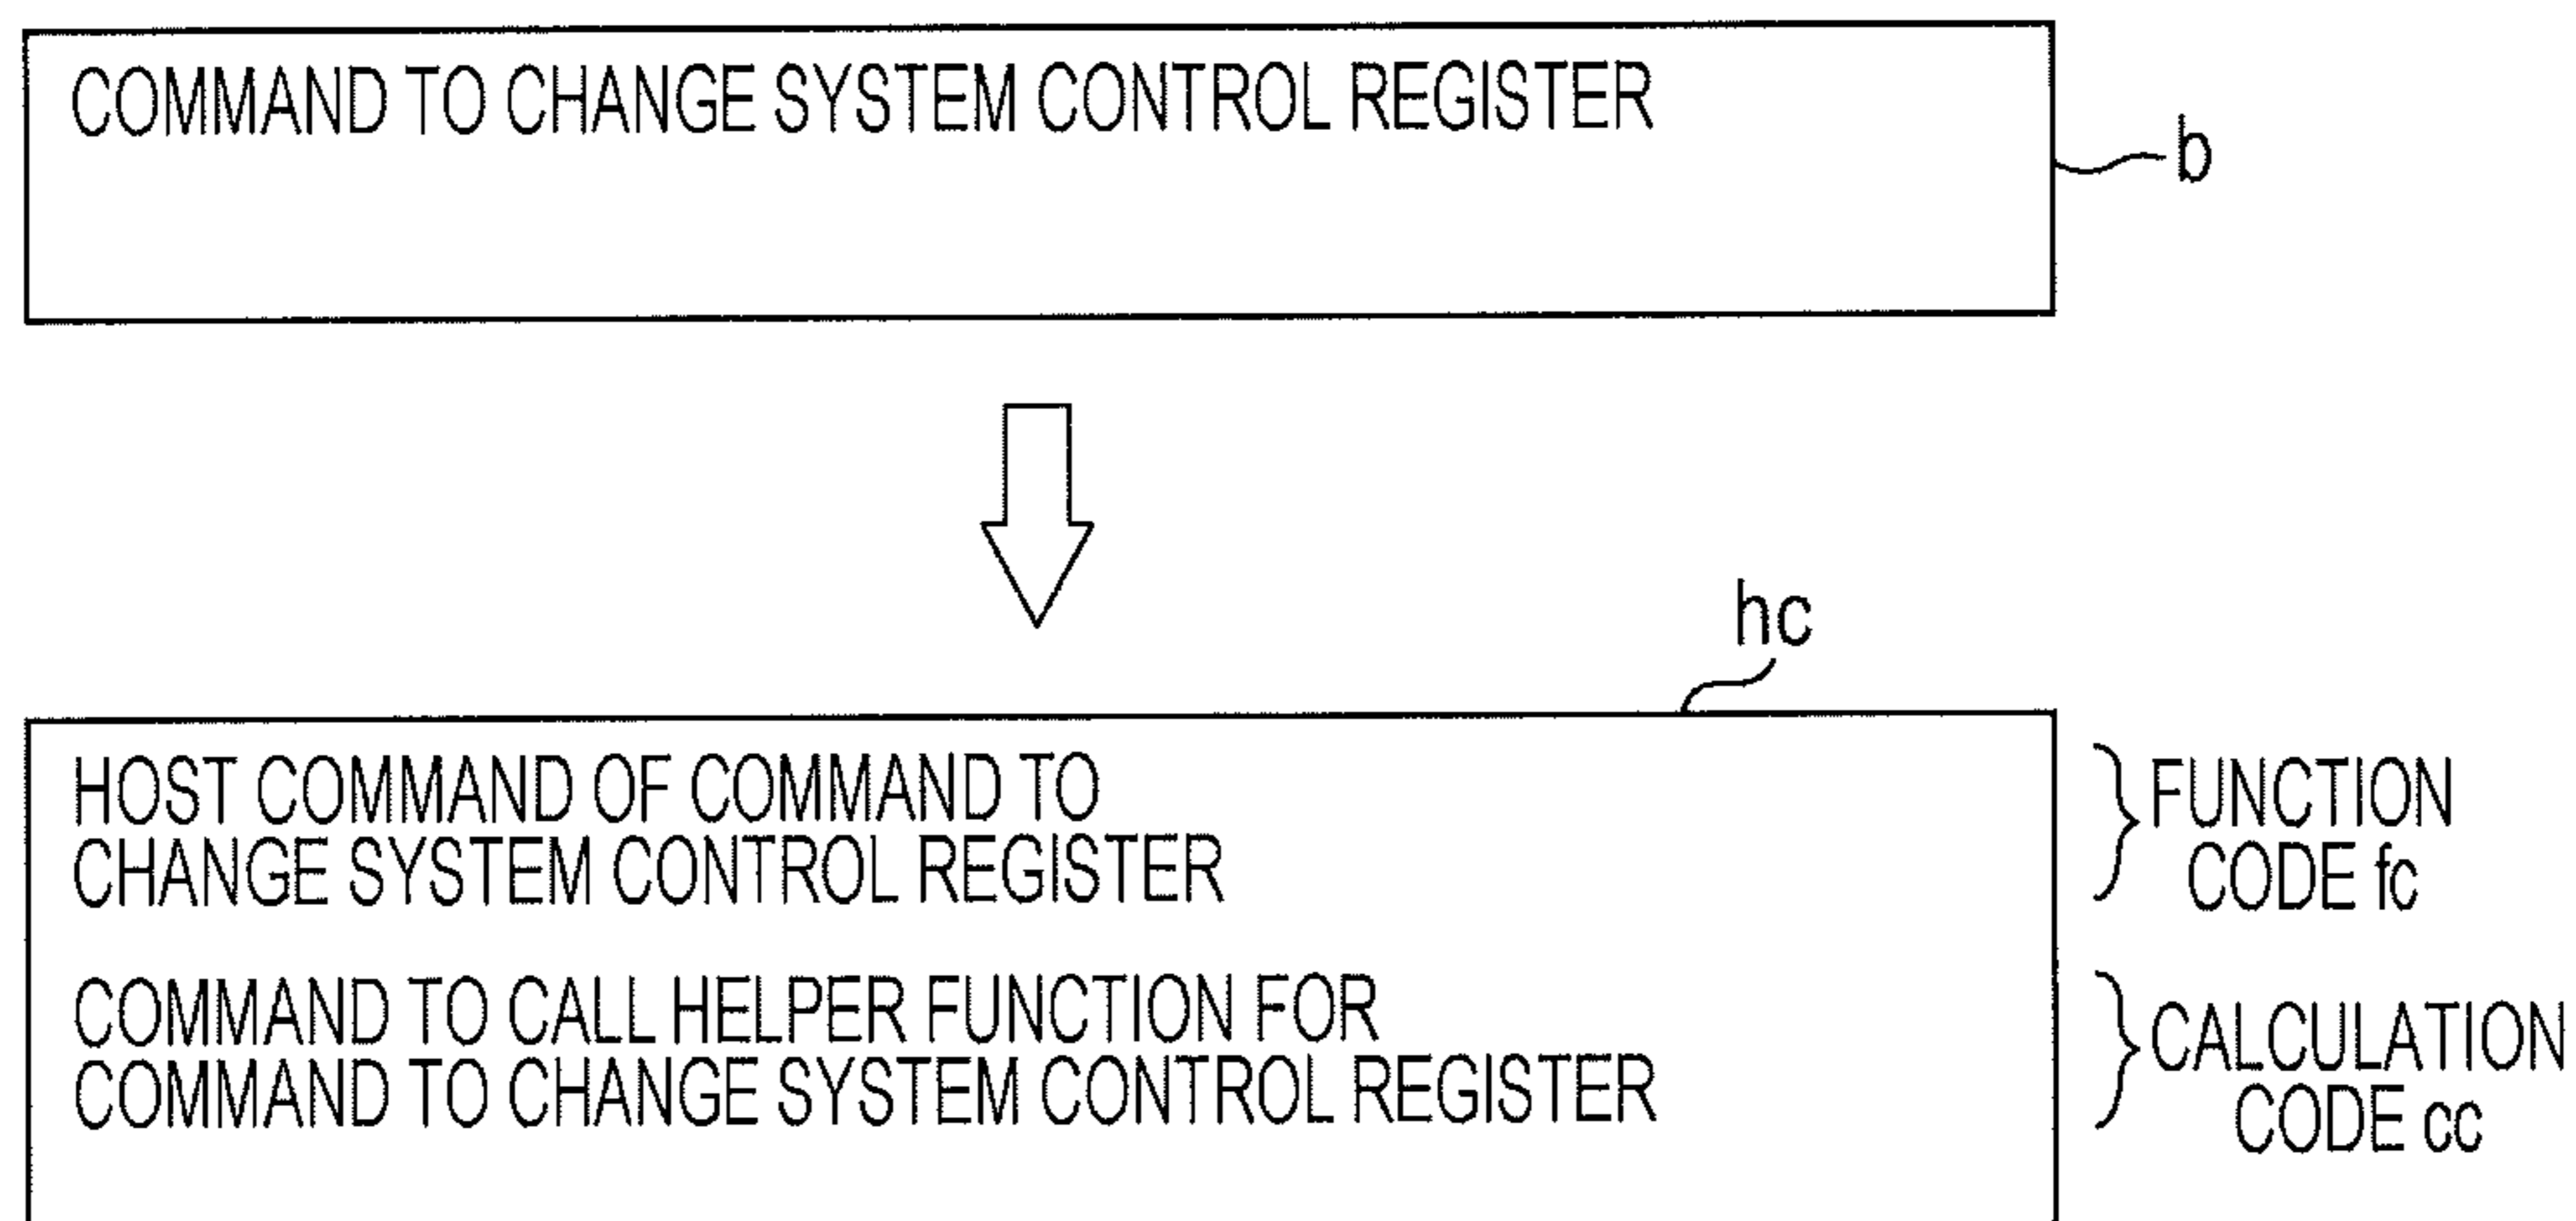 COMMAND TO CHANGE SYSTEM CONTROL REGISTER
b
hc
HOST COMMAND OF COMMAND TO
CHANGE SYSTEM CONTROL REGISTER
FUNCTION
CODE fc
COMMAND TO CALL HELPER FUNCTION FOR
COMMAND TO CHANGE SYSTEM CONTROL REGISTER
CALCULATION
CODE cc